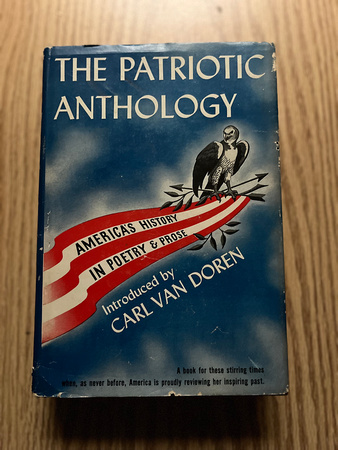 THE PATRIOTIC
ANTHOLOGY
AMERICA'S HISTORY
IN POETRY & PROSE
Introduced by
CARL VAN DOREN
A book for these stirring times
when, as never before, America is proudly reviewing her inspiring past.